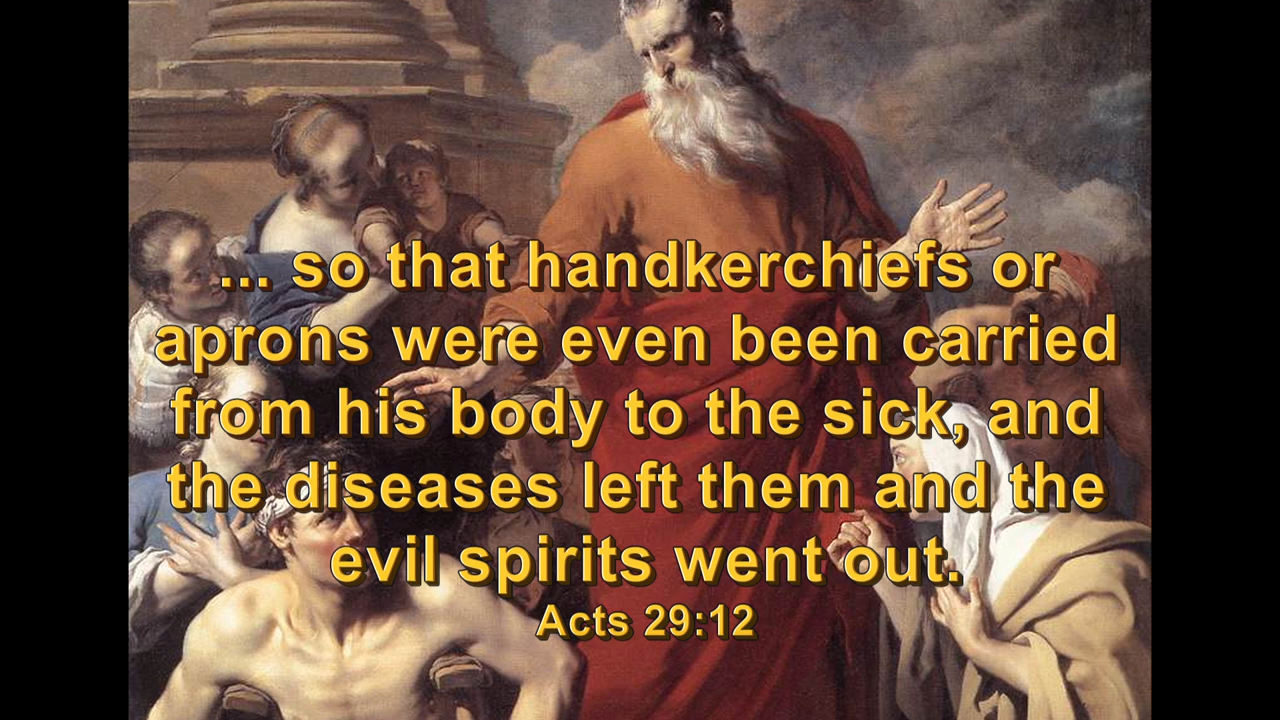 ... so that handkerchiefs or
aprons were even been carried
from his body to the sick, and
the diseases left them and the
evil spirits went out.
Acts 29:12